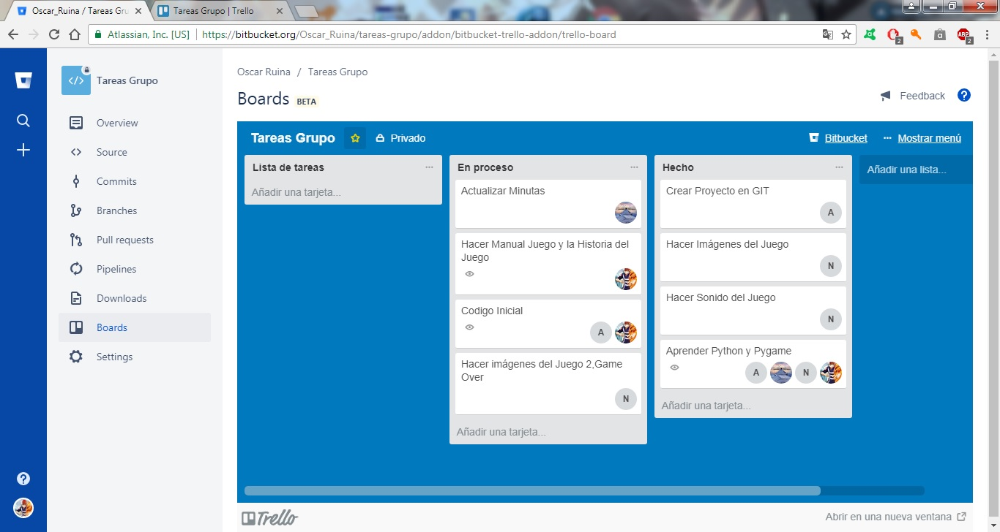 Oscar_Ruina / Tareas Gru
Tareas Grupo | Trello
Atlassian, Inc. [US]
https://bitbucket.org/Oscar_Ruina/tareas-grupo/addon/bitbucket-trello-addon/trello-board
2
a
ABP
2
Tareas Grupo
Overview
Source
Commits
Branches
Pull requests
Pipelines
Downloads
Boards
Settings
Oscar Ruina / Tareas Grupo
Boards BETA
Feedback
Tareas Grupo
Privado
Bitbucket
Mostrar menú
Lista de tareas
Añadir una tarjeta...
En proceso
Actualizar Minutas
Hacer Manual Juego y la Historia del
Juego
Codigo Inicial
A
Hacer imágenes del Juego 2,Game
Over
N
Añadir una tarjeta...
Hecho
Crear Proyecto en GIT
A
Hacer Imágenes del Juego
N
Hacer Sonido del Juego
N
Aprender Python y Pygame
A
N
Añadir una tarjeta...
Añadir una lista...
Trello
Abrir en una nueva ventana